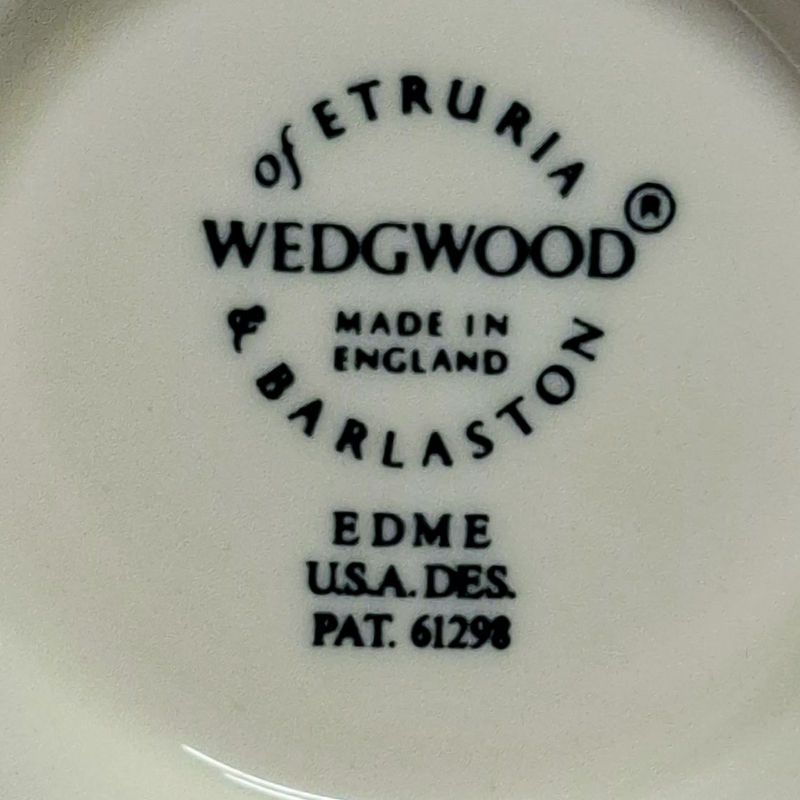 of ETRURIA
WEDGWOOD®
MADE IN
ENGLAND
& BARLASTON
EDME
U.S.A. DES.
PAT. 61298